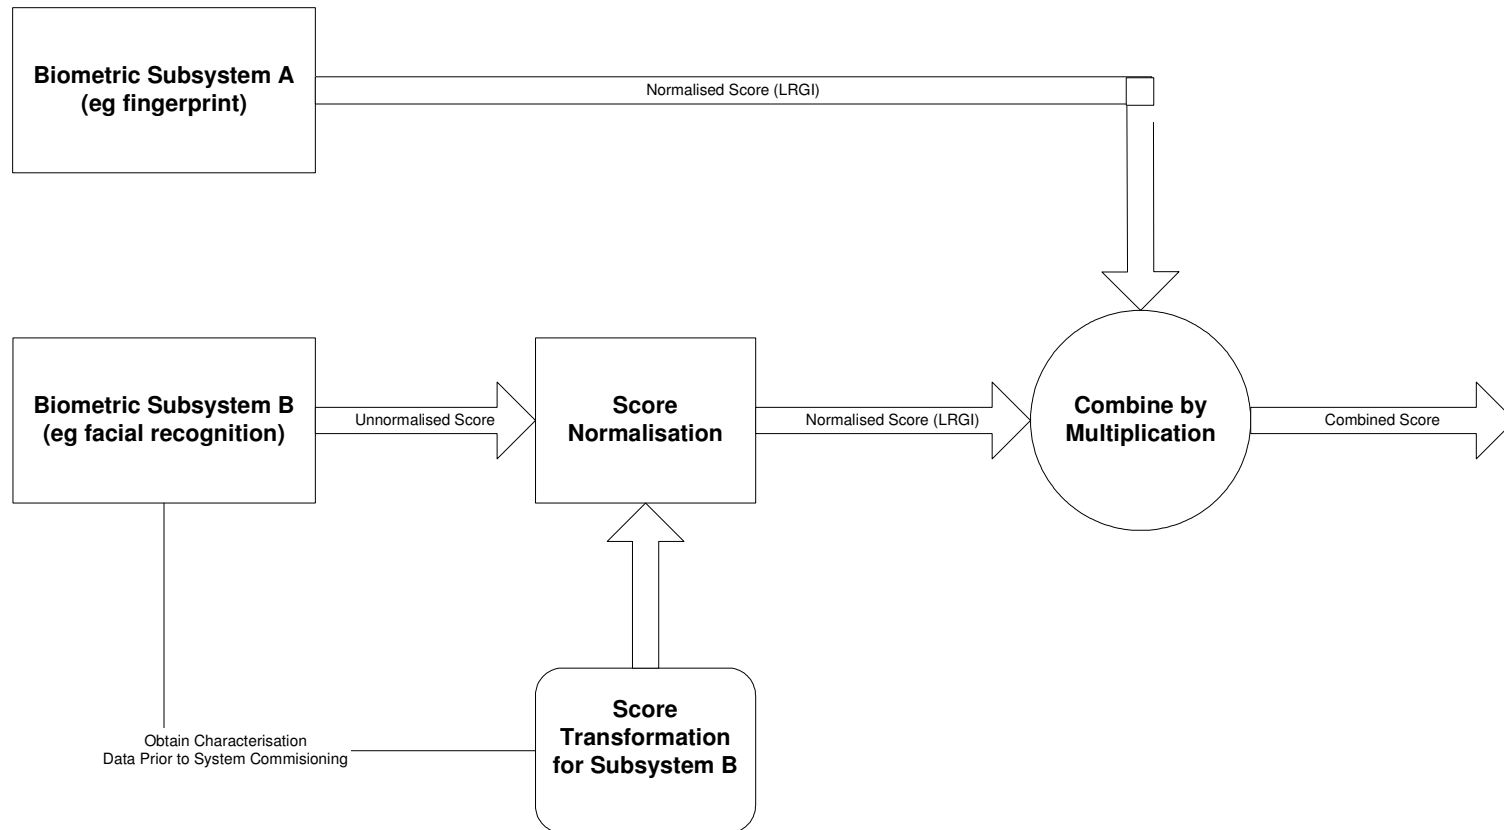 Biometric Subsystem A
(eg fingerprint)
Normalised Score (LRGI)
Biometric Subsystem B
(eg facial recognition)
Unnormalised Score
Score
Normalisation
Normalised Score (LRGI)
Combine by
Multiplication
Combined Score
Obtain Characterisation
Data Prior to System Commisioning
Score
Transformation
for Subsystem B